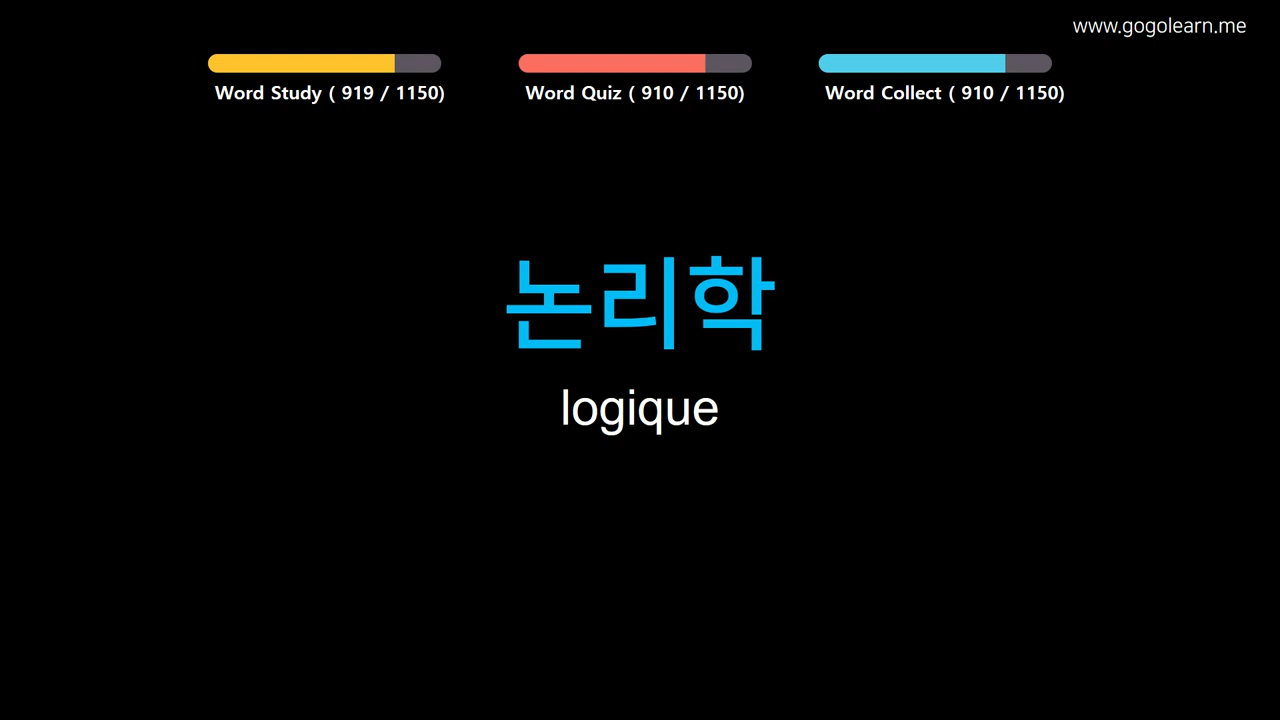 www.gogolearn.me
Word Study ( 919 / 1150)
Word Quiz ( 910 / 1150)
Word Collect ( 910 / 1150)
논리학
logique